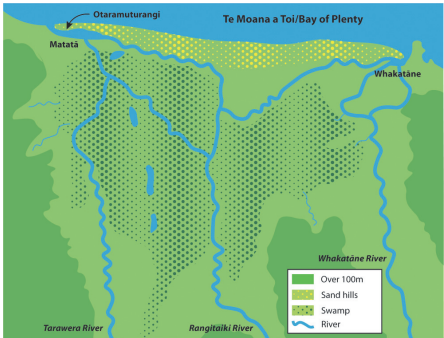 Otaramuturangi
Te Moana a Toi/Bay of Plenty
Matatā
Whakatāne
Whakatāne River
Over 100m
Sand hills
Swamp
River
Tarawera River
Rangitāiki River